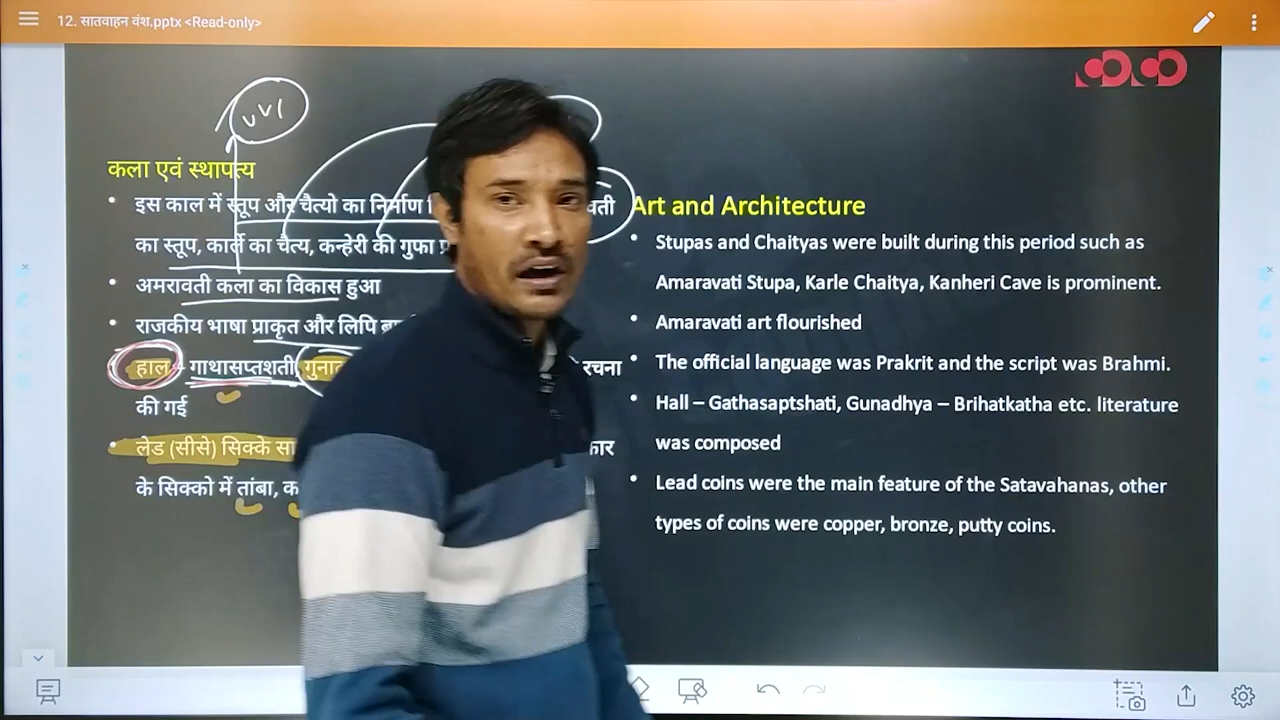 12. सातवाहन वंश.pptx <Read-only>
VVI
कला एवं स्थापत्य
इस काल में स्तूप और चैत्यो का निर्माण
का स्तूप, कार्ले का चैत्य, कन्हेरी की गुफा
अमरावती कला का विकास हुआ
राजकीय भाषा प्राकृत और लिपि
हाल - गाथासप्तशती रचना
की गई
लेड (सीसे) सिक्के
के सिक्को में तांबा,
Art and Architecture
Stupas and Chaityas were built during this period such as
Amaravati Stupa, Karle Chaitya, Kanheri Cave is prominent.
Amaravati art flourished
The official language was Prakrit and the script was Brahmi.
Hall – Gathasaptshati, Gunadhya – Brihatkatha etc. literature
was composed
Lead coins were the main feature of the Satavahanas, other
types of coins were copper, bronze, putty coins.